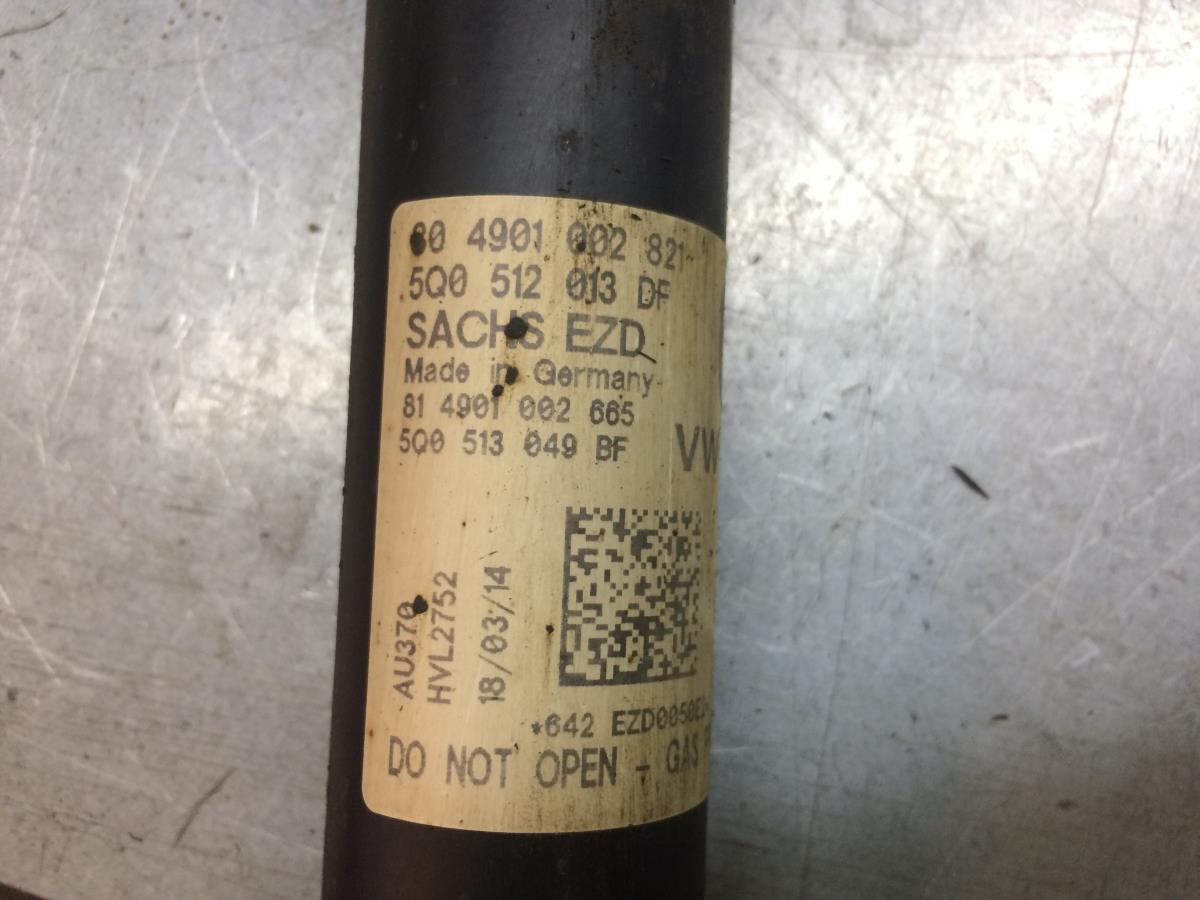 80 4901 002 821
5Q0 512 013 DF
SACHS EZD
Made in Germany
81 4901 002 665
5Q0 513 049 BF
VW
AU370
HVL2752
18/03/14
*642
DO NOT OPEN - GAS